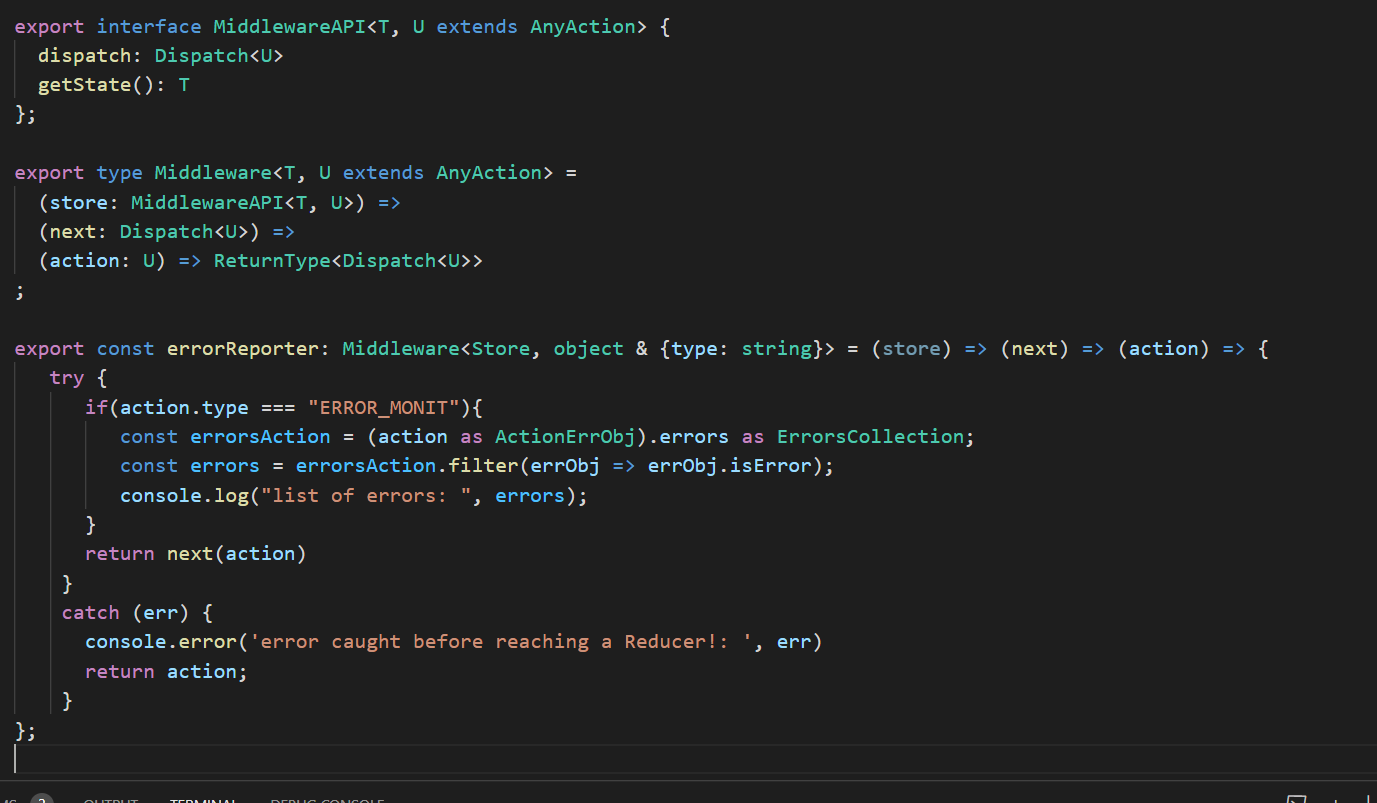 export interface MiddlewareAPI<T, U extends AnyAction> {
  dispatch: Dispatch<U>
  getState(): T
};

export type Middleware<T, U extends AnyAction> =
  (store: MiddlewareAPI<T, U>) =>
  (next: Dispatch<U>) =>
  (action: U) => ReturnType<Dispatch<U>>
;

export const errorReporter: Middleware<Store, object & {type: string}> = (store) => (next) => (action) => {
   try {
      if(action.type === "ERROR_MONIT"){
         const errorsAction = (action as ActionErrObj).errors as ErrorsCollection;
         const errors = errorsAction.filter(errObj => errObj.isError);
         console.log("list of errors: ", errors);
      }
      return next(action)
    }
    catch (err) {
      console.error('error caught before reaching a Reducer!: ', err)
      return action;
    }
};
OUTPUT TERMINAL DEBUG CONSOLE